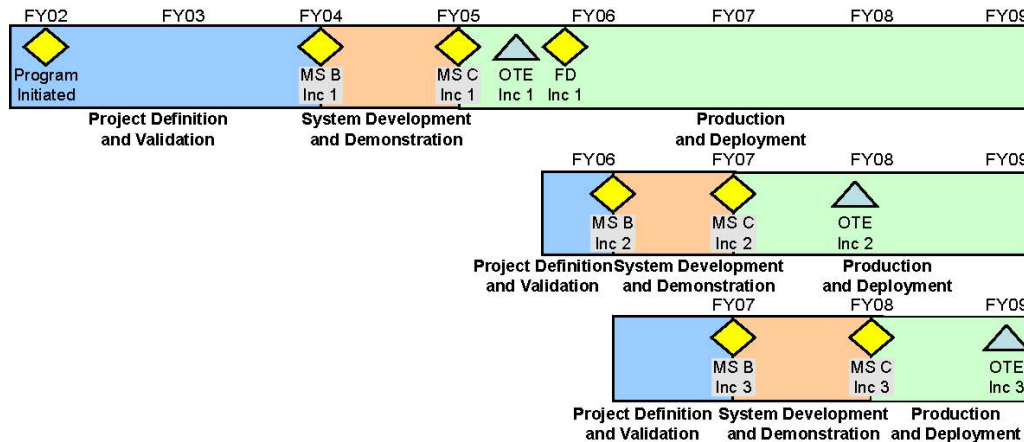 FY02 FY03 FY04 FY05 FY06 FY07 FY08 FY09
Program MS B MS C OTE FD
Initiated Inc 1 Inc 1 Inc 1 Inc 1
Project Definition System Development Production
and Validation and Demonstration and Deployment
FY06 FY07 FY08 FY09
MS B MS C OTE
Inc 2 Inc 2 Inc 2
Project Definition System Development Production
and Validation and Demonstration and Deployment
FY07 FY08 FY09
MS B MS C OTE
Inc 3 Inc 3 Inc 3
Project Definition System Development Production
and Validation and Demonstration and Deployment